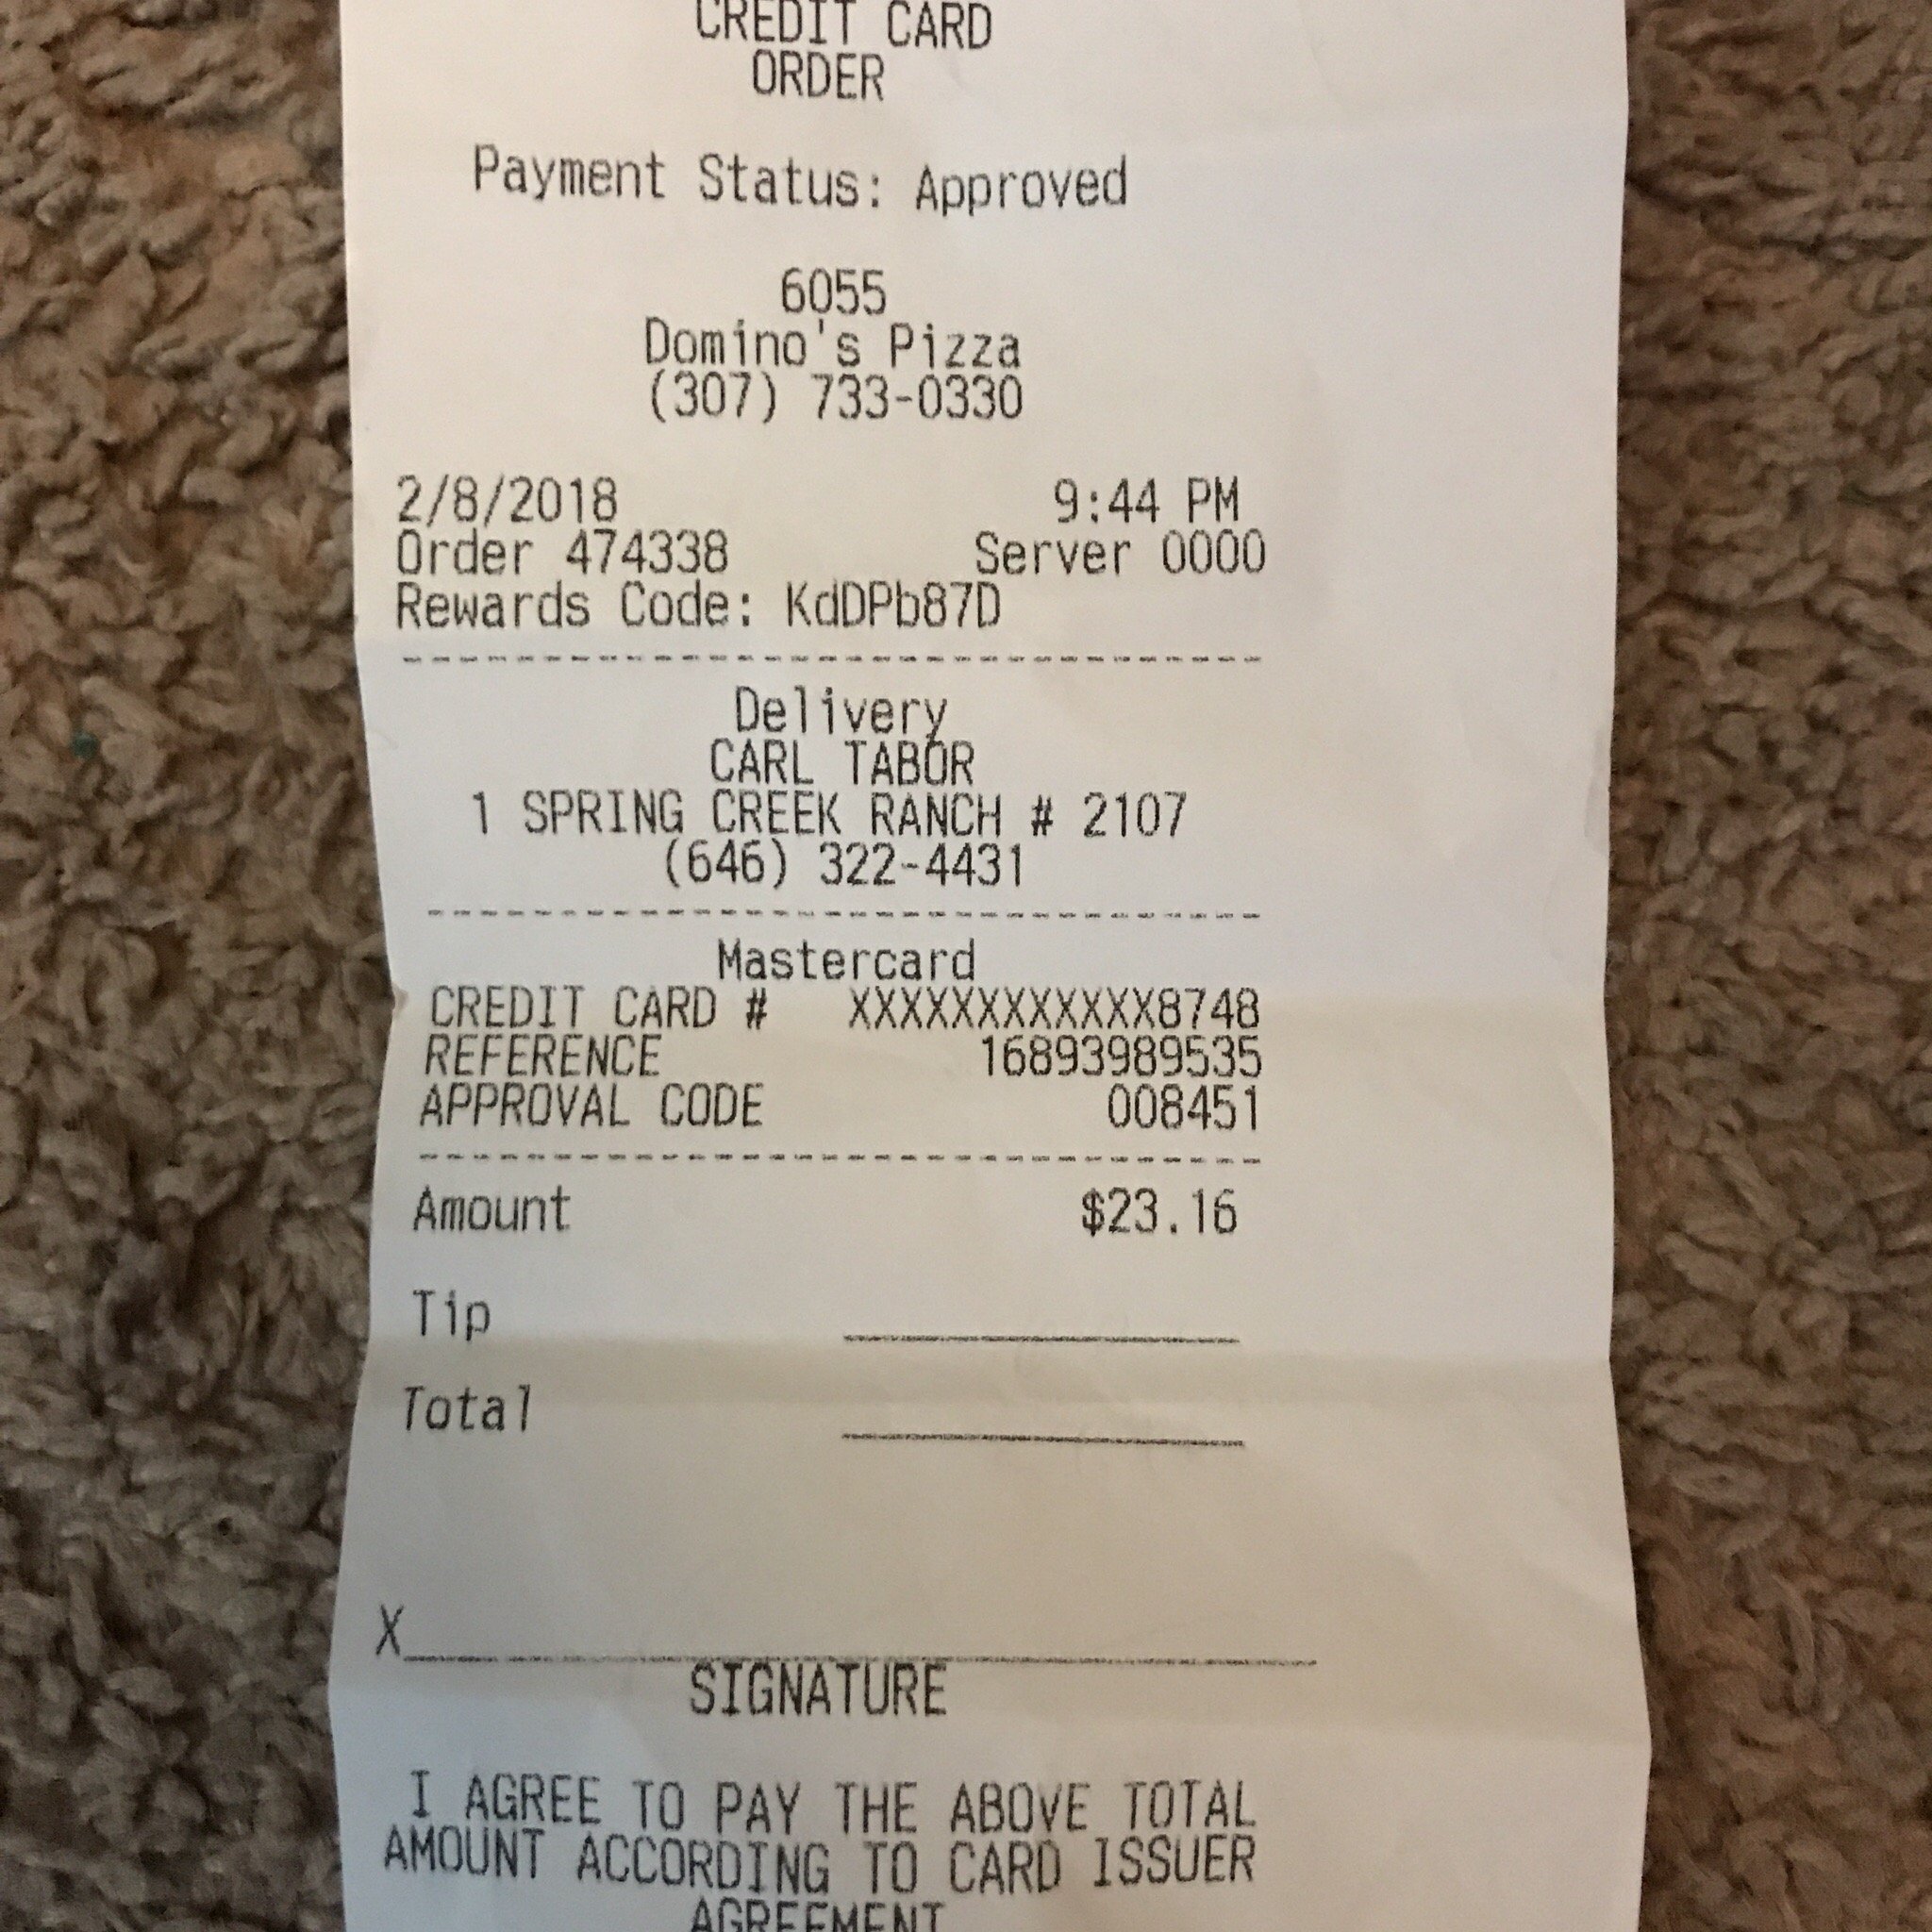 CREDIT CARD
ORDER
Payment Status: Approved
6055
Domino's Pizza
(307) 733-0330
2/8/2018 9:44 PM
Order 474338 Server 0000
Rewards Code: KdDPb87D
Delivery
CARL TABOR
1 SPRING CREEK RANCH # 2107
(646) 322-4431
Mastercard
CREDIT CARD # XXXXXXXXXXXX8748
REFERENCE 16893989535
APPROVAL CODE 008451
Amount $23.16
Tip
Total
X
SIGNATURE
I AGREE TO PAY THE ABOVE TOTAL
AMOUNT ACCORDING TO CARD ISSUER
AGREEMENT